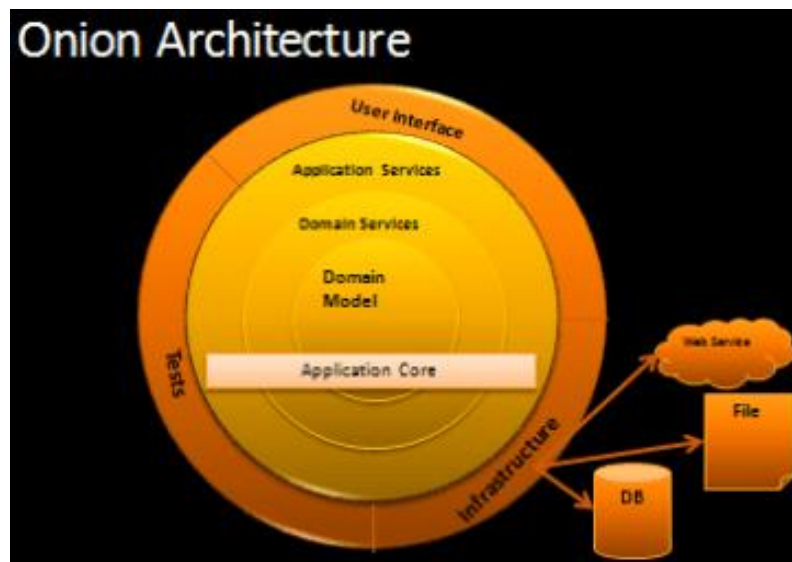 Onion Architecture
User Interface
Application Services
Domain Services
Domain
Model
Application Core
Tests
Infrastructure
Web Service
File
DB